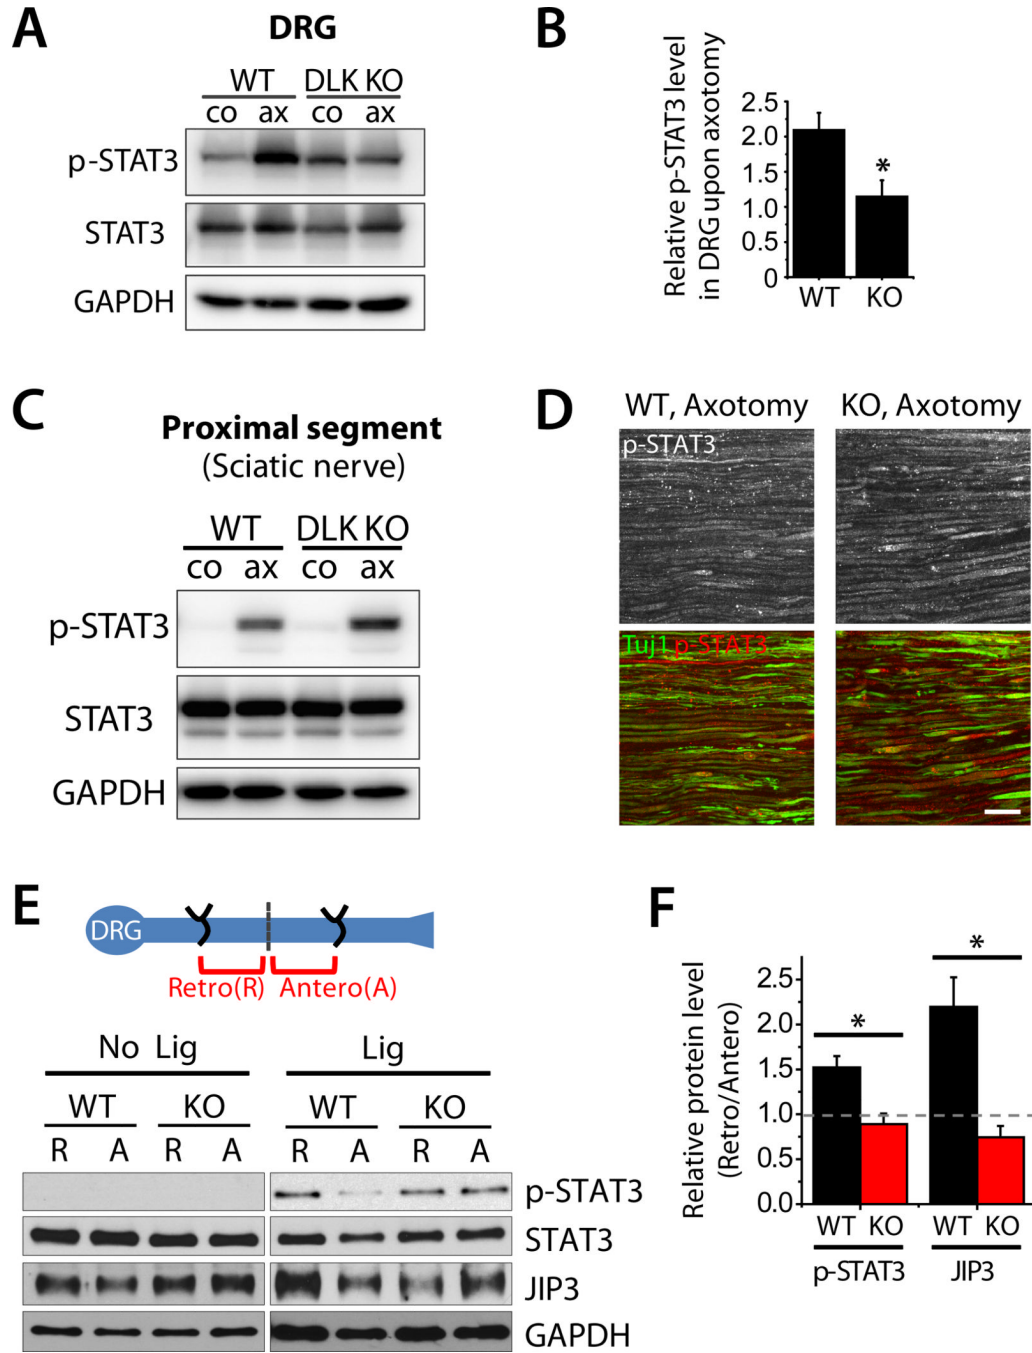 A
DRG
WT DLK KO
co ax co ax
p-STAT3
STAT3
GAPDH
B
Relative p-STAT3 level
in DRG upon axotomy
2.5
2.0
1.5
1.0
.5
0
*
WT KO
C
Proximal segment
(Sciatic nerve)
WT DLK KO
co ax co ax
p-STAT3
STAT3
GAPDH
D
WT, Axotomy KO, Axotomy
p-STAT3
Tuj1 p-STAT3
E
DRG
Retro(R) Antero(A)
No Lig Lig
WT KO WT KO
R A R A R A R A
p-STAT3
STAT3
JIP3
GAPDH
F
Relative protein level
(Retro/Antero)
2.5
2.0
1.5
1.0
0.5
0.0
* *
WT KO WT KO
p-STAT3 JIP3